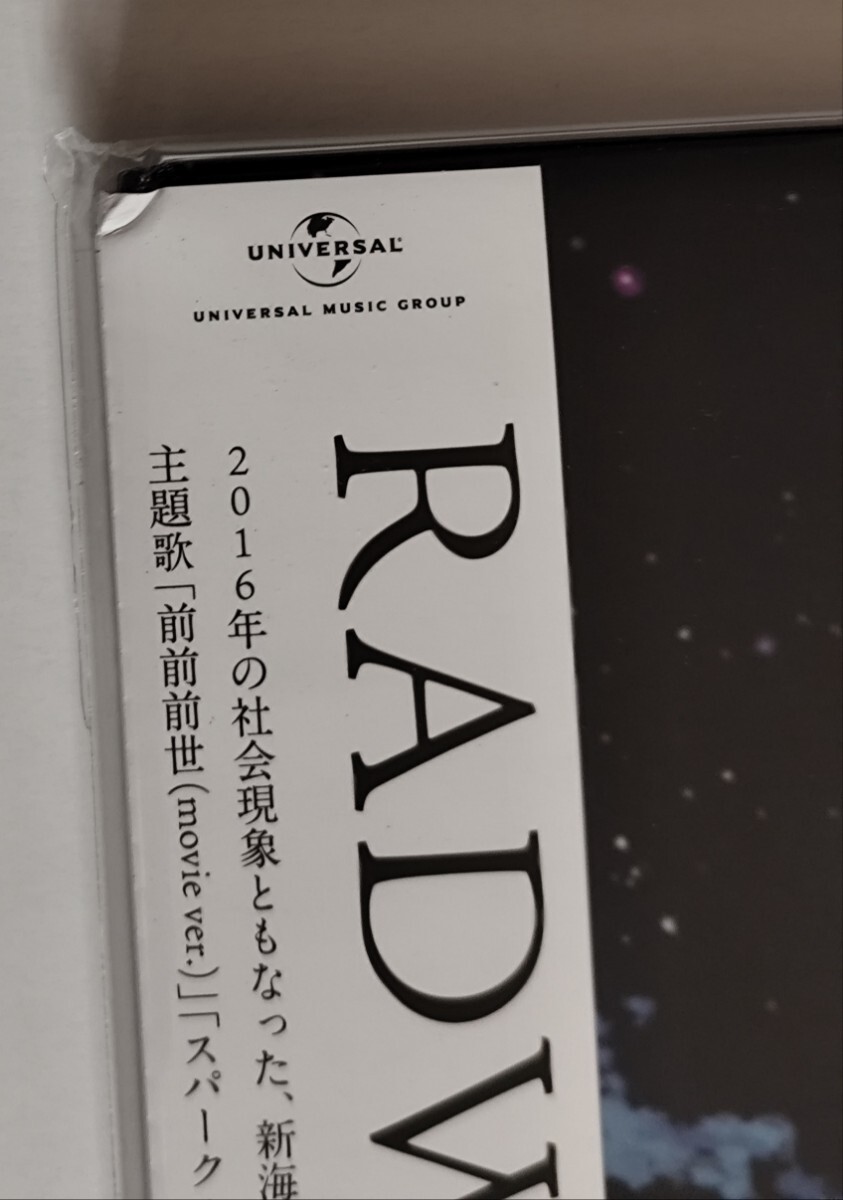 UNIVERSAL
UNIVERSAL MUSIC GROUP
RADW
2016年の社会現象ともなった、新海
主題歌「前前前世(movie ver.)」「スパーク